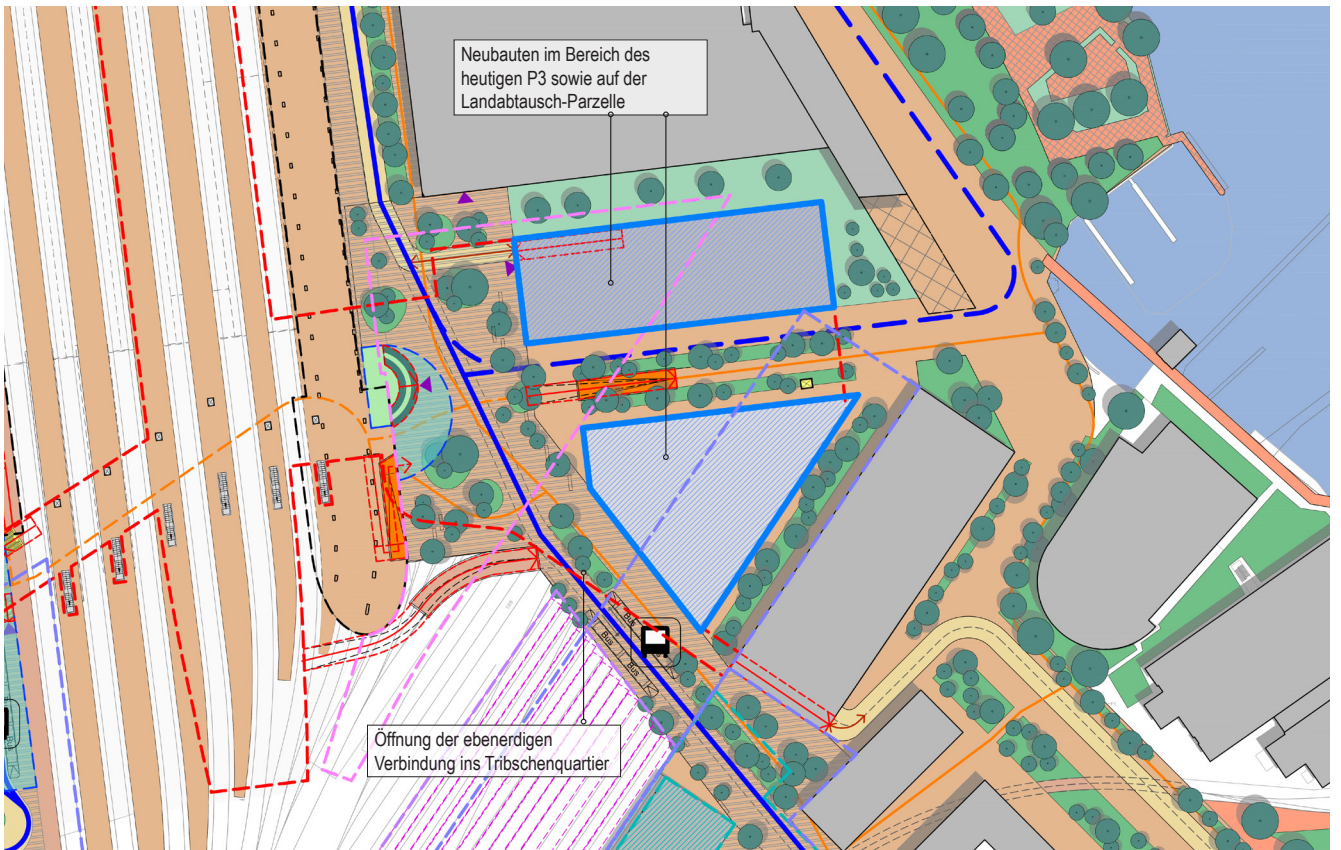 Neubauten im Bereich des
heutigen P3 sowie auf der
Landabtausch-Parzelle
Bus
Bus
Bus
Öffnung der ebenerdigen
Verbindung ins Tribschenquartier